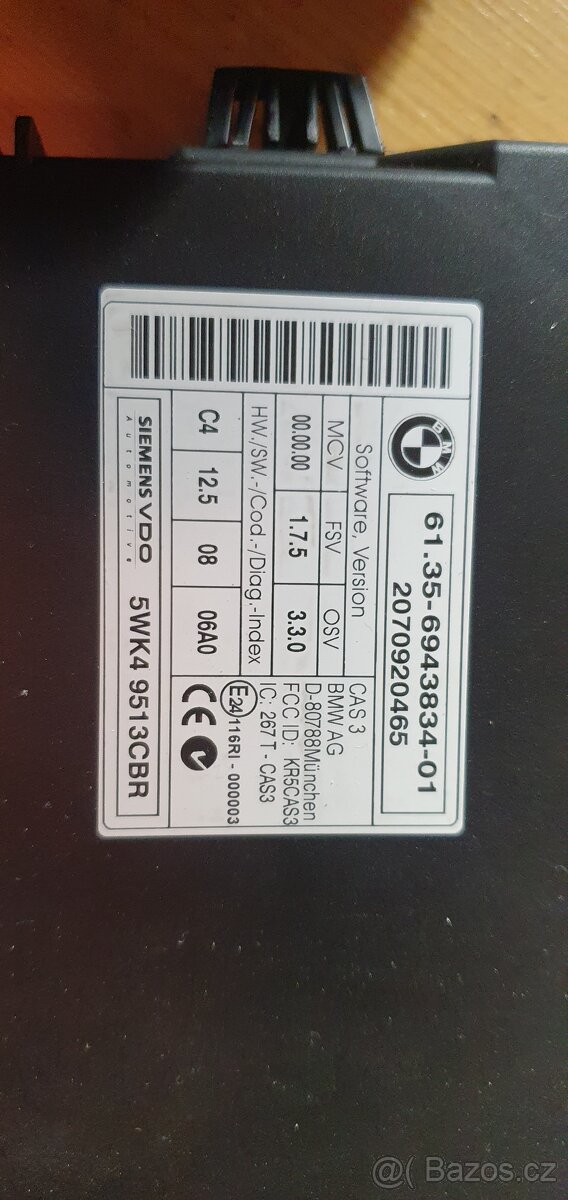 BMW
61.35-6943834-01
2070920465
Software, Version
MCV FSV OSV
00.00.00 1.7.5 3.3.0
HW./SW.-/Cod.-/Diag.-Index
C4 12.5 08 06A0
CAS 3
BMW AG
D-80788München
FCC ID: KR5CAS3
IC: 267T-CAS3
E24 116RI-000003
CE
SIEMENS VDO
Automotive
5WK4 9513CBR
@ Bazos.cz